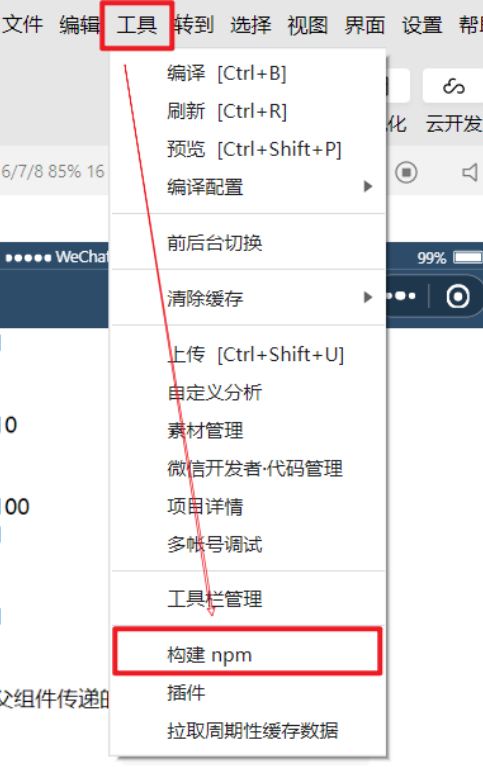 文件 编辑 工具 转到 选择 视图 界面 设置 帮
编译 [Ctrl+B]
刷新 [Ctrl+R]
化 云开发
预览 [Ctrl+Shift+P]
6/7/8 85% 16
编译配置
前后台切换
WeChat 99%
清除缓存
上传 [Ctrl+Shift+U]
自定义分析
素材管理
微信开发者·代码管理
项目详情
多帐号调试
工具栏管理
构建 npm
插件
父组件传递的
拉取周期性缓存数据